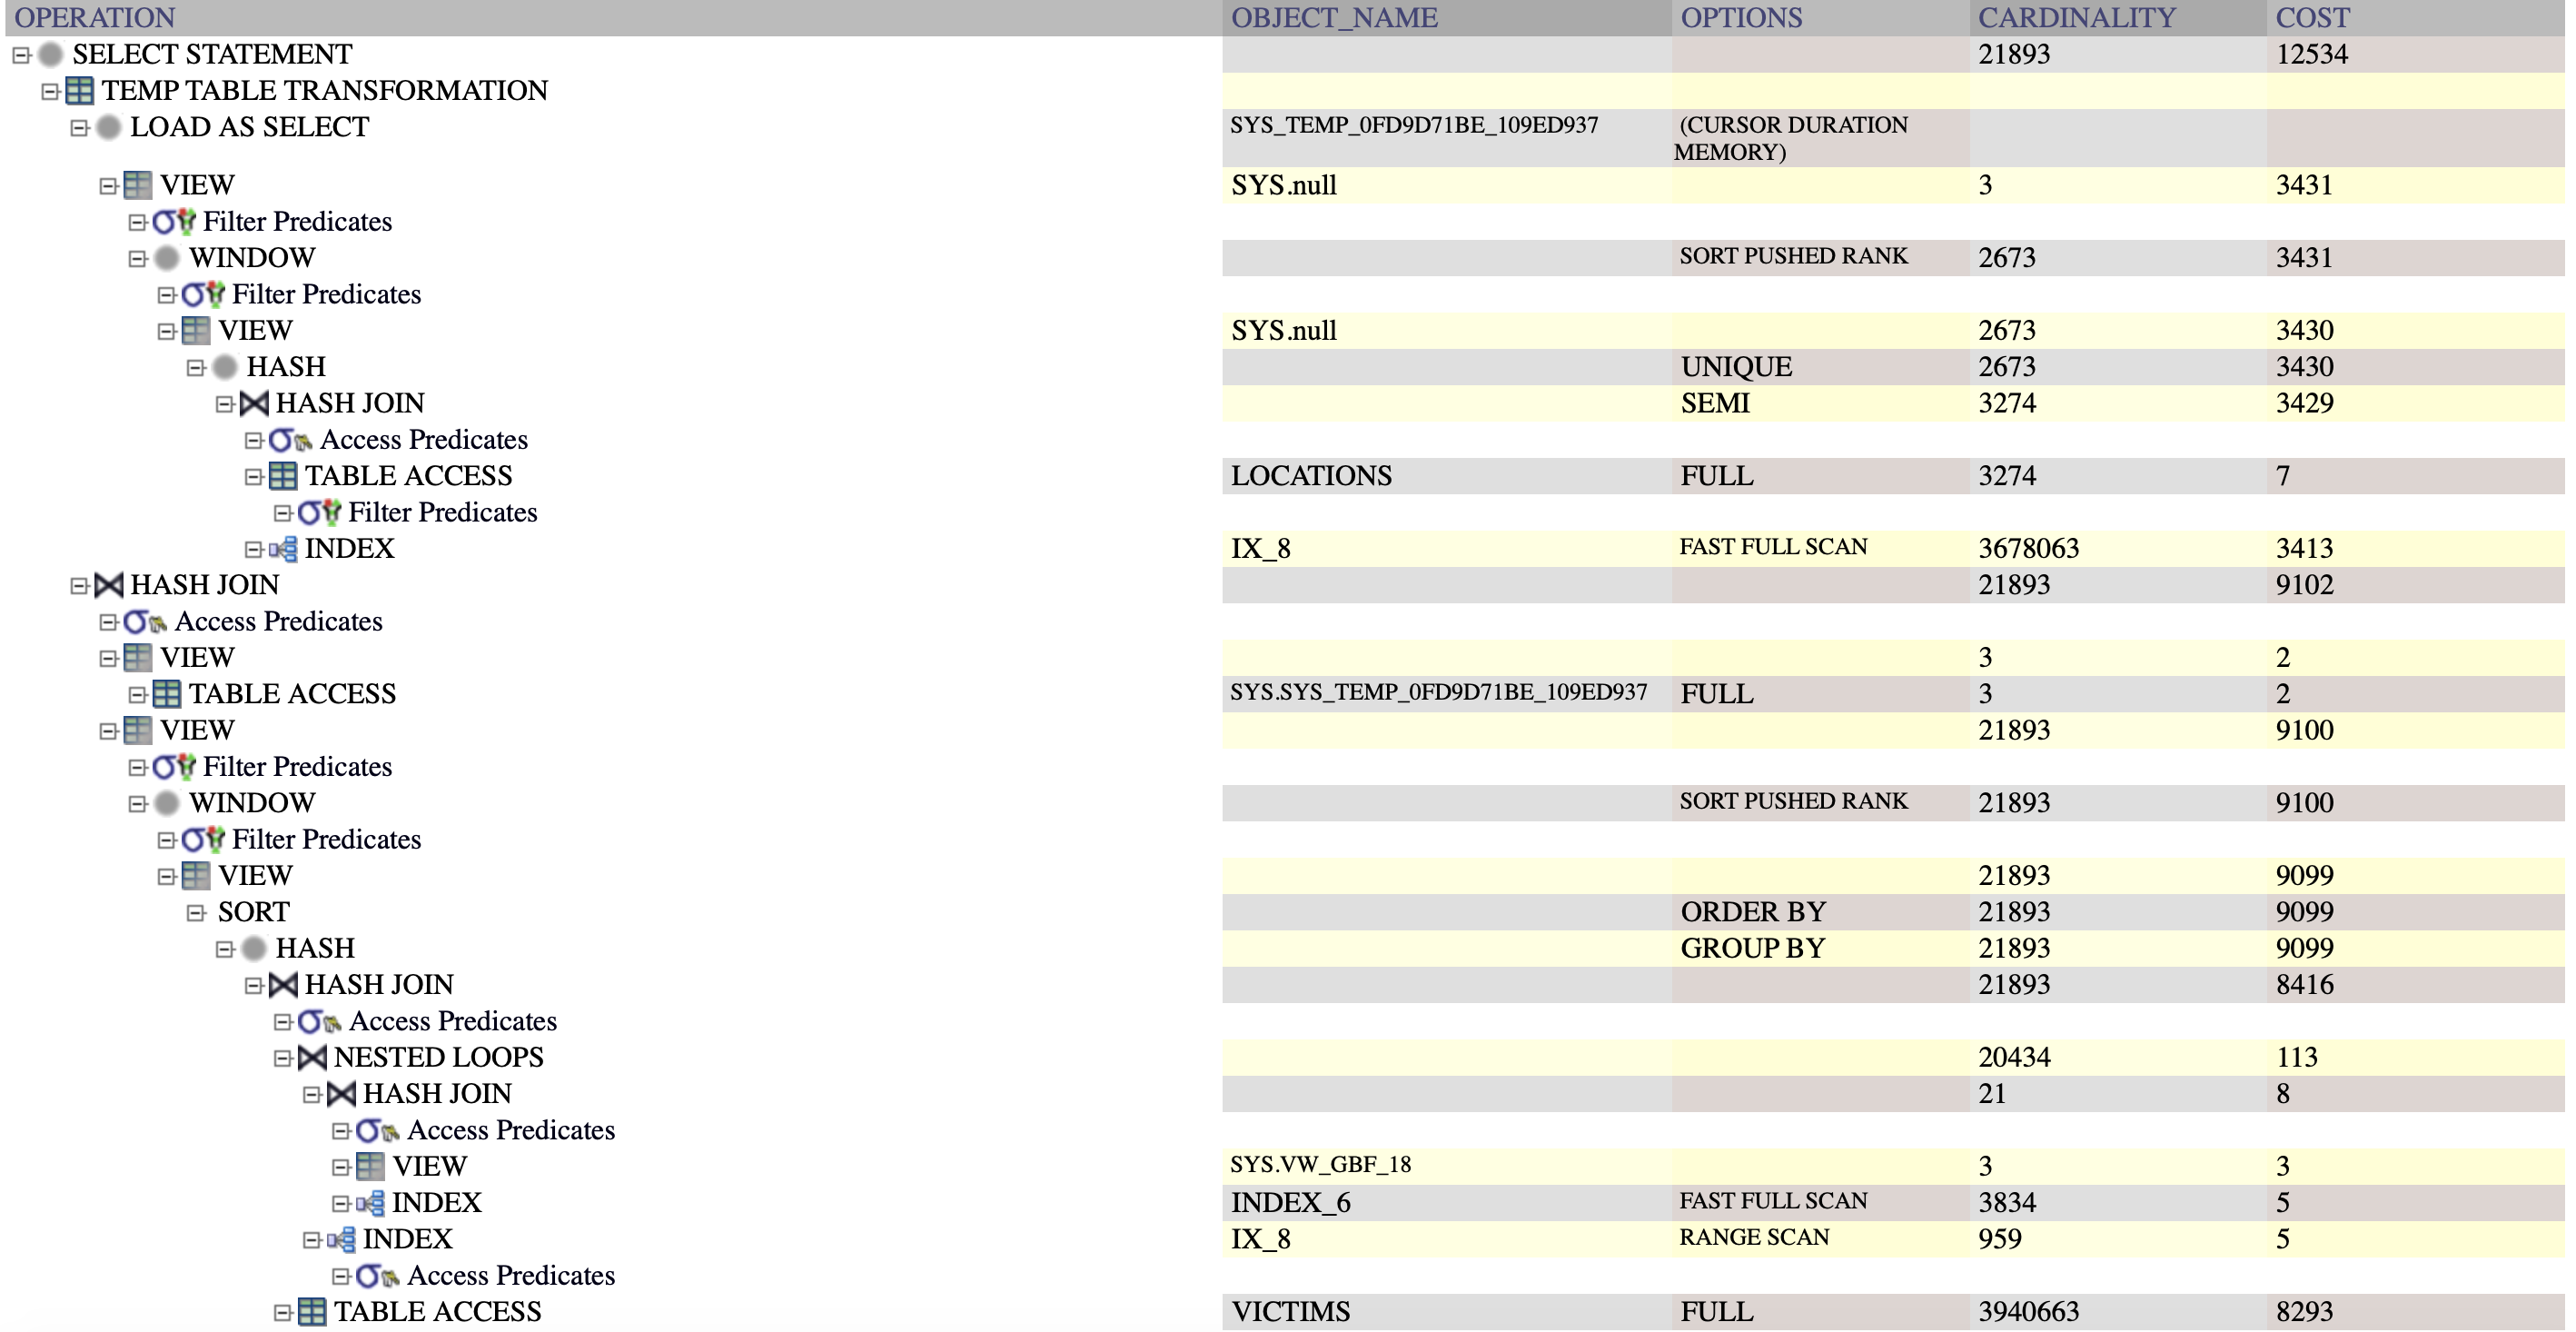 OPERATION OBJECT_NAME OPTIONS CARDINALITY COST
SELECT STATEMENT 21893 12534
TEMP TABLE TRANSFORMATION
LOAD AS SELECT SYS_TEMP_0FD9D71BE_109ED937 (CURSOR DURATION
MEMORY)
VIEW SYS.null 3 3431
Filter Predicates
WINDOW SORT PUSHED RANK 2673 3431
Filter Predicates
VIEW SYS.null 2673 3430
HASH UNIQUE 2673 3430
HASH JOIN SEMI 3274 3429
Access Predicates
TABLE ACCESS LOCATIONS FULL 3274 7
Filter Predicates
INDEX IX_8 FAST FULL SCAN 3678063 3413
HASH JOIN 21893 9102
Access Predicates
VIEW 3 2
TABLE ACCESS SYS.SYS_TEMP_0FD9D71BE_109ED937 FULL 3 2
VIEW 21893 9100
Filter Predicates
WINDOW SORT PUSHED RANK 21893 9100
Filter Predicates
VIEW 21893 9099
SORT ORDER BY 21893 9099
HASH GROUP BY 21893 9099
HASH JOIN 21893 8416
Access Predicates
NESTED LOOPS 20434 113
HASH JOIN 21 8
Access Predicates
VIEW SYS.VW_GBF_18 3 3
INDEX INDEX_6 FAST FULL SCAN 3834 5
INDEX IX_8 RANGE SCAN 959 5
Access Predicates
TABLE ACCESS VICTIMS FULL 3940663 8293